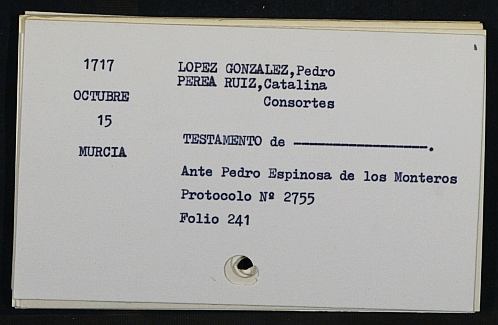 1717
OCTUBRE
15
MURCIA
LOPEZ GONZALEZ,Pedro
PEREA RUIZ,Catalina
Consortes
TESTAMENTO de ————————————————.
Ante Pedro Espinosa de los Monteros
Protocolo Nº 2755
Folio 241